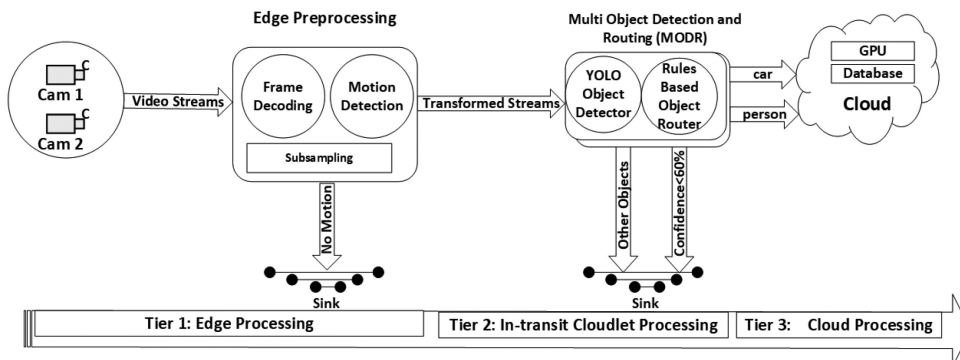 Edge Preprocessing
Multi Object Detection and
Routing (MODR)
C
Cam 1
C
Cam 2
Video Streams
Frame
Decoding
Motion
Detection
Subsampling
Transformed Streams
YOLO
Object
Detector
Rules
Based
Object
Router
car
person
GPU
Database
Cloud
No Motion
Other Objects
Confidence<60%
Sink
Sink
Tier 1: Edge Processing
Tier 2: In-transit Cloudlet Processing
Tier 3: Cloud Processing